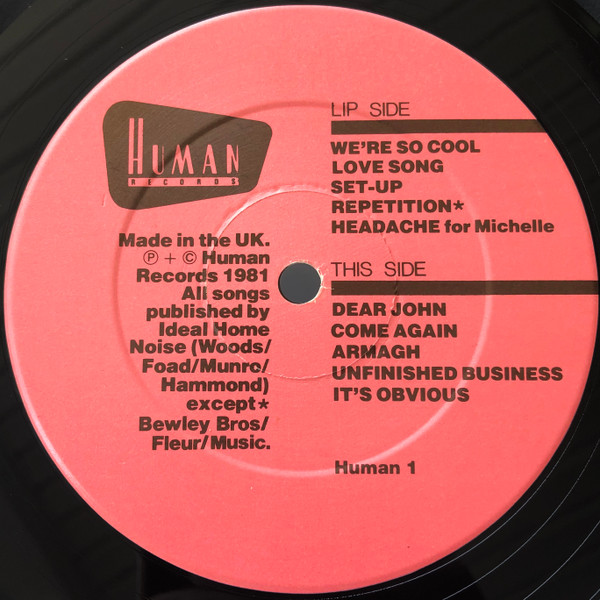 HUMAN
RECORDS
Made in the UK.
Ⓟ + © Human
Records 1981
All songs
published by
Ideal Home
Noise (Woods/
Foad/Munro/
Hammond)
except*
Bewley Bros/
Fleur/Music.
LIP SIDE
WE'RE SO COOL
LOVE SONG
SET-UP
REPETITION*
HEADACHE for Michelle
THIS SIDE
DEAR JOHN
COME AGAIN
ARMAGH
UNFINISHED BUSINESS
IT'S OBVIOUS
Human 1